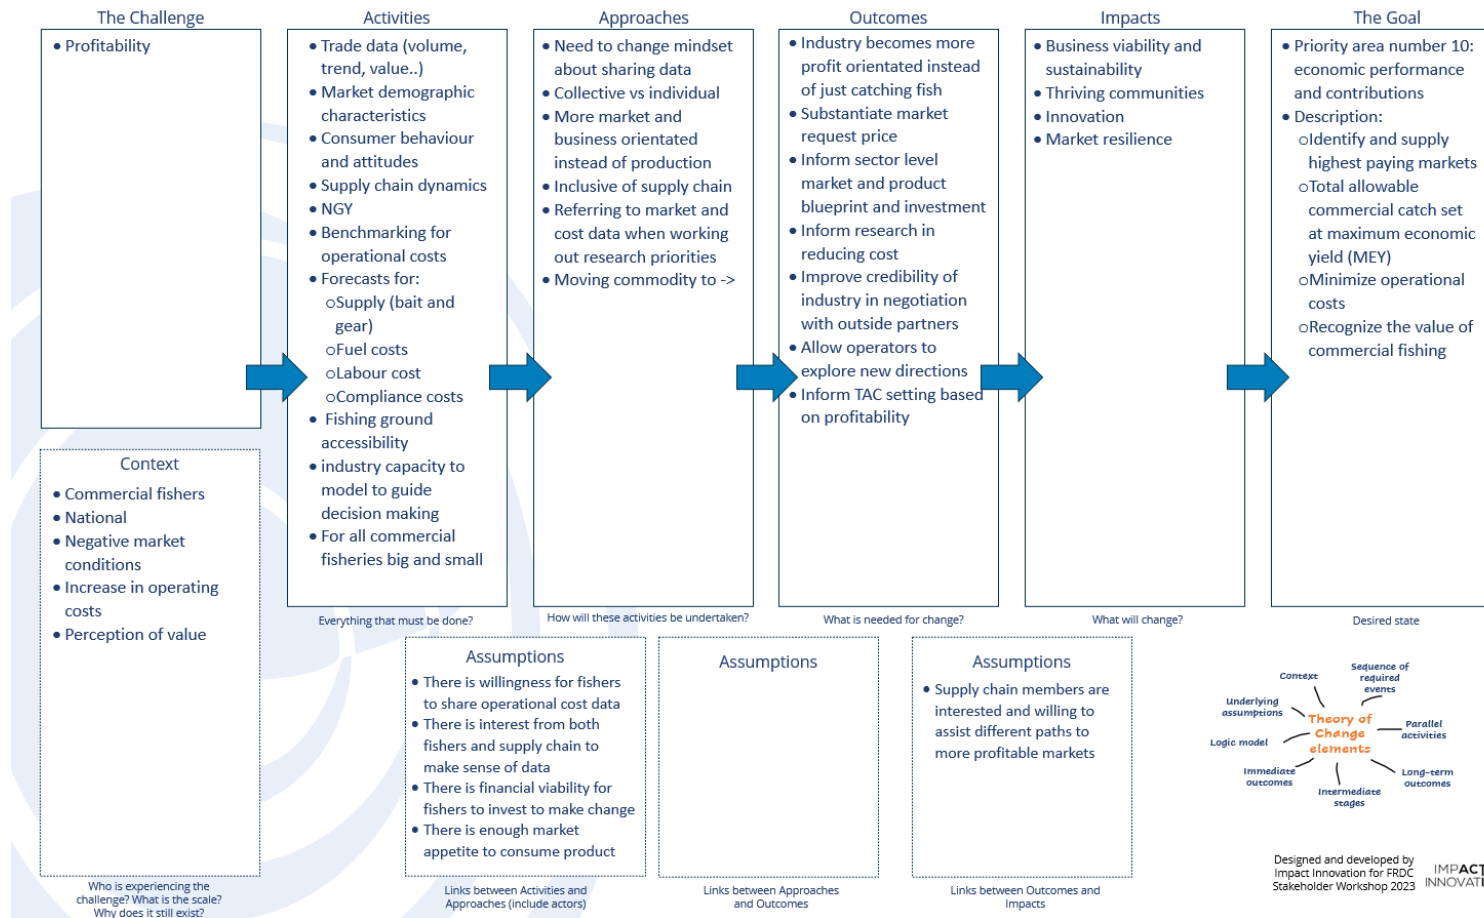 The Challenge
• Profitability
Context
• Commercial fishers
• National
• Negative market
conditions
• Increase in operating
costs
• Perception of value
Who is experiencing the
challenge? What is the scale?
Why does it still exist?
Activities
• Trade data (volume,
trend, value..)
• Market demographic
characteristics
• Consumer behaviour
and attitudes
• Supply chain dynamics
• NGY
• Benchmarking for
operational costs
• Forecasts for:
oSupply (bait and
gear)
oFuel costs
oLabour cost
oCompliance costs
• Fishing ground
accessibility
• industry capacity to
model to guide
decision making
• For all commercial
fisheries big and small
Everything that must be done?
Approaches
• Need to change mindset
about sharing data
• Collective vs individual
• More market and
business orientated
instead of production
• Inclusive of supply chain
• Referring to market and
cost data when working
out research priorities
• Moving commodity to ->
How will these activities be undertaken?
Outcomes
• Industry becomes more
profit orientated instead
of just catching fish
• Substantiate market
request price
• Inform sector level
market and product
blueprint and investment
• Inform research in
reducing cost
• Improve credibility of
industry in negotiation
with outside partners
• Allow operators to
explore new directions
• Inform TAC setting based
on profitability
What is needed for change?
Impacts
• Business viability and
sustainability
• Thriving communities
• Innovation
• Market resilience
What will change?
The Goal
• Priority area number 10:
economic performance
and contributions
• Description:
oIdentify and supply
highest paying markets
oTotal allowable
commercial catch set
at maximum economic
yield (MEY)
oMinimize operational
costs
oRecognize the value of
commercial fishing
Desired state
Assumptions
• There is willingness for fishers
to share operational cost data
• There is interest from both
fishers and supply chain to
make sense of data
• There is financial viability for
fishers to invest to make change
• There is enough market
appetite to consume product
Links between Activities and
Approaches (include actors)
Assumptions
Links between Approaches
and Outcomes
Assumptions
• Supply chain members are
interested and willing to
assist different paths to
more profitable markets
Links between Outcomes and
Impacts
Theory of
Change
elements
Context
Sequence of
required
events
Underlying
assumptions
Parallel
activities
Logic model
Immediate
outcomes
Long-term
outcomes
Intermediate
stages
Designed and developed by
Impact Innovation for FRDC
Stakeholder Workshop 2023
IMPACT
INNOVAT